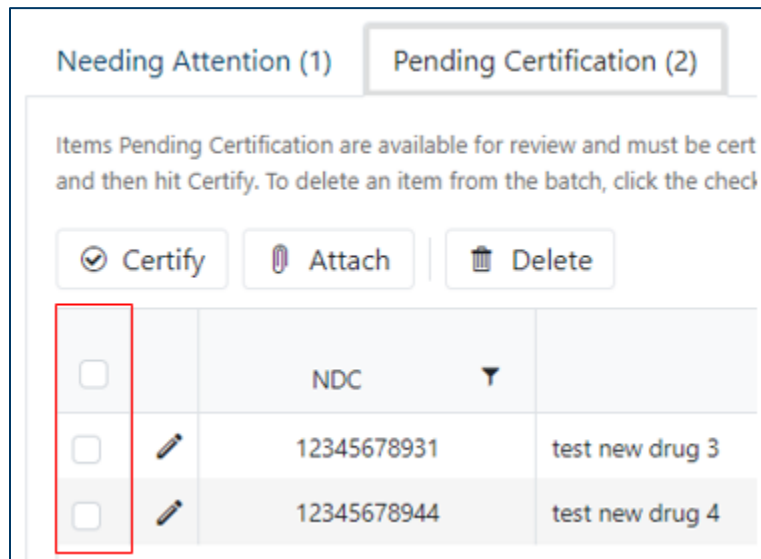 Needing Attention (1) Pending Certification (2)
Items Pending Certification are available for review and must be cert
and then hit Certify. To delete an item from the batch, click the check
Certify Attach Delete
NDC
12345678931 test new drug 3
12345678944 test new drug 4